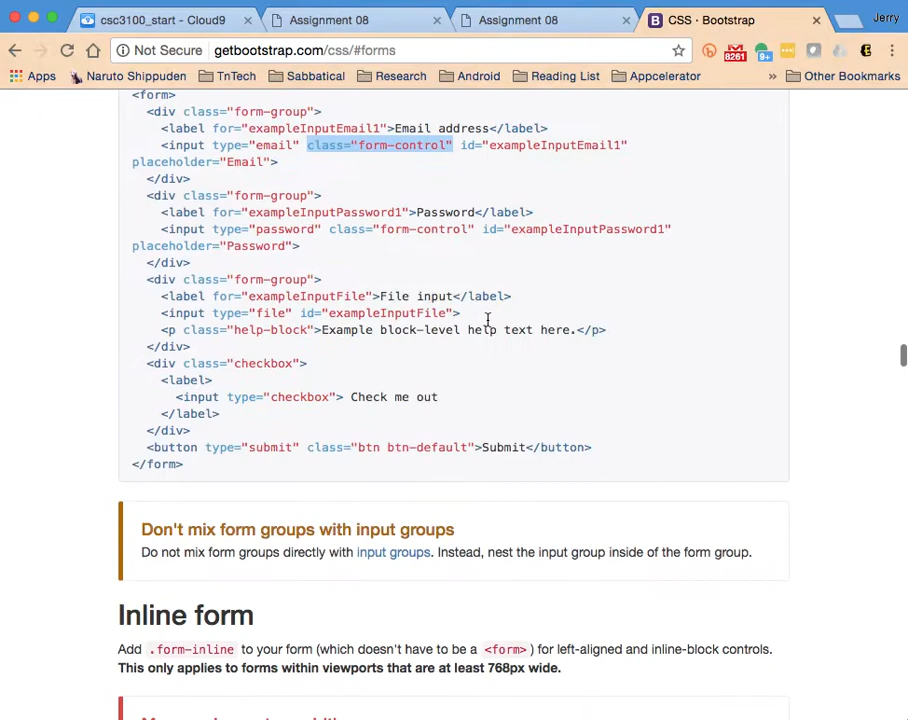 csc3100_start - Cloud9
Assignment 08
Assignment 08
B CSS · Bootstrap
Jerry
Not Secure getbootstrap.com/css/#forms
8261
9+
Apps Naruto Shippuden TnTech Sabbatical Research Android Reading List Appcelerator » Other Bookmarks
<form>
<div class="form-group">
<label for="exampleInputEmail1">Email address</label>
<input type="email" class="form-control" id="exampleInputEmail1"
placeholder="Email">
</div>
<div class="form-group">
<label for="exampleInputPassword1">Password</label>
<input type="password" class="form-control" id="exampleInputPassword1"
placeholder="Password">
</div>
<div class="form-group">
<label for="exampleInputFile">File input</label>
<input type="file" id="exampleInputFile">
<p class="help-block">Example block-level help text here.</p>
</div>
<div class="checkbox">
<label>
<input type="checkbox"> Check me out
</label>
</div>
<button type="submit" class="btn btn-default">Submit</button>
</form>
Don't mix form groups with input groups
Do not mix form groups directly with input groups. Instead, nest the input group inside of the form group.
Inline form
Add .form-inline to your form (which doesn't have to be a <form> ) for left-aligned and inline-block controls.
This only applies to forms within viewports that are at least 768px wide.